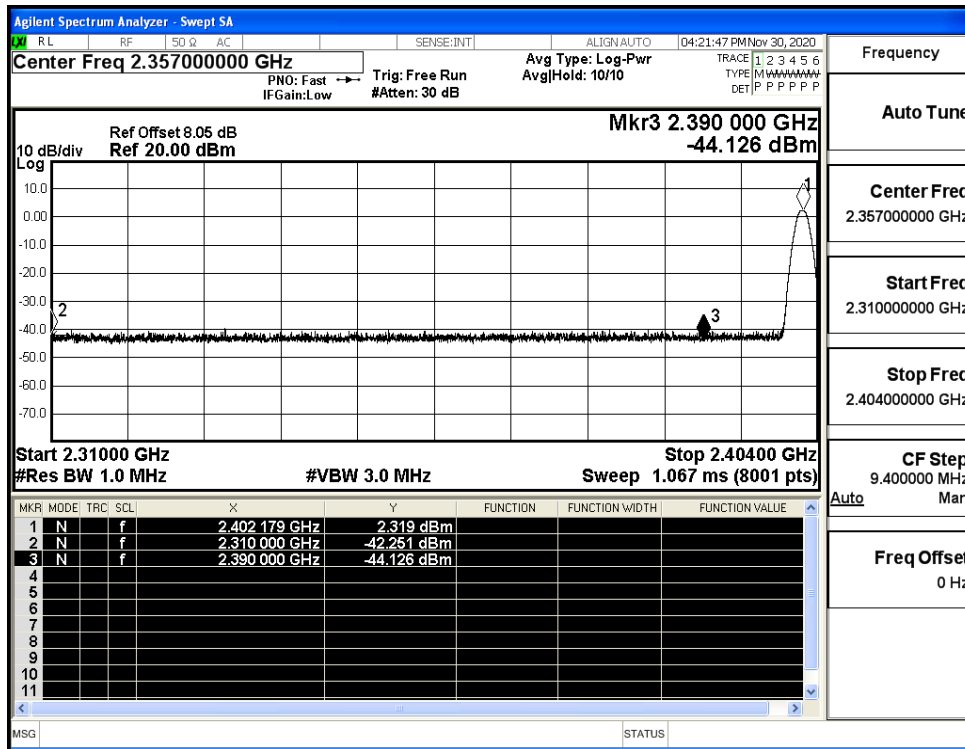 Agilent Spectrum Analyzer - Swept SA
LXI RL RF 50 Ω AC SENSE:INT ALIGN AUTO 04:21:47 PM Nov 30, 2020
Center Freq 2.357000000 GHz
PNO: Fast
IFGain:Low
Trig: Free Run
#Atten: 30 dB
Avg Type: Log-Pwr
Avg|Hold: 10/10
TRACE 1 2 3 4 5 6
TYPE M WWWWW
DET P P P P P P
Ref Offset 8.05 dB
10 dB/div Ref 20.00 dBm
Log
Mkr3 2.390 000 GHz
-44.126 dBm
10.0
0.00
-10.0
-20.0
-30.0
-40.0
-50.0
-60.0
-70.0
1
2
3
Start 2.31000 GHz Stop 2.40400 GHz
#Res BW 1.0 MHz #VBW 3.0 MHz Sweep 1.067 ms (8001 pts)
MKR MODE TRC SCL X Y FUNCTION FUNCTION WIDTH FUNCTION VALUE
1 N f 2.402 179 GHz 2.319 dBm
2 N f 2.310 000 GHz -42.251 dBm
3 N f 2.390 000 GHz -44.126 dBm
4
5
6
7
8
9
10
11
MSG STATUS
Frequency
Auto Tune
Center Freq
2.357000000 GHz
Start Freq
2.310000000 GHz
Stop Freq
2.404000000 GHz
CF Step
9.400000 MHz
Auto Man
Freq Offset
0 Hz